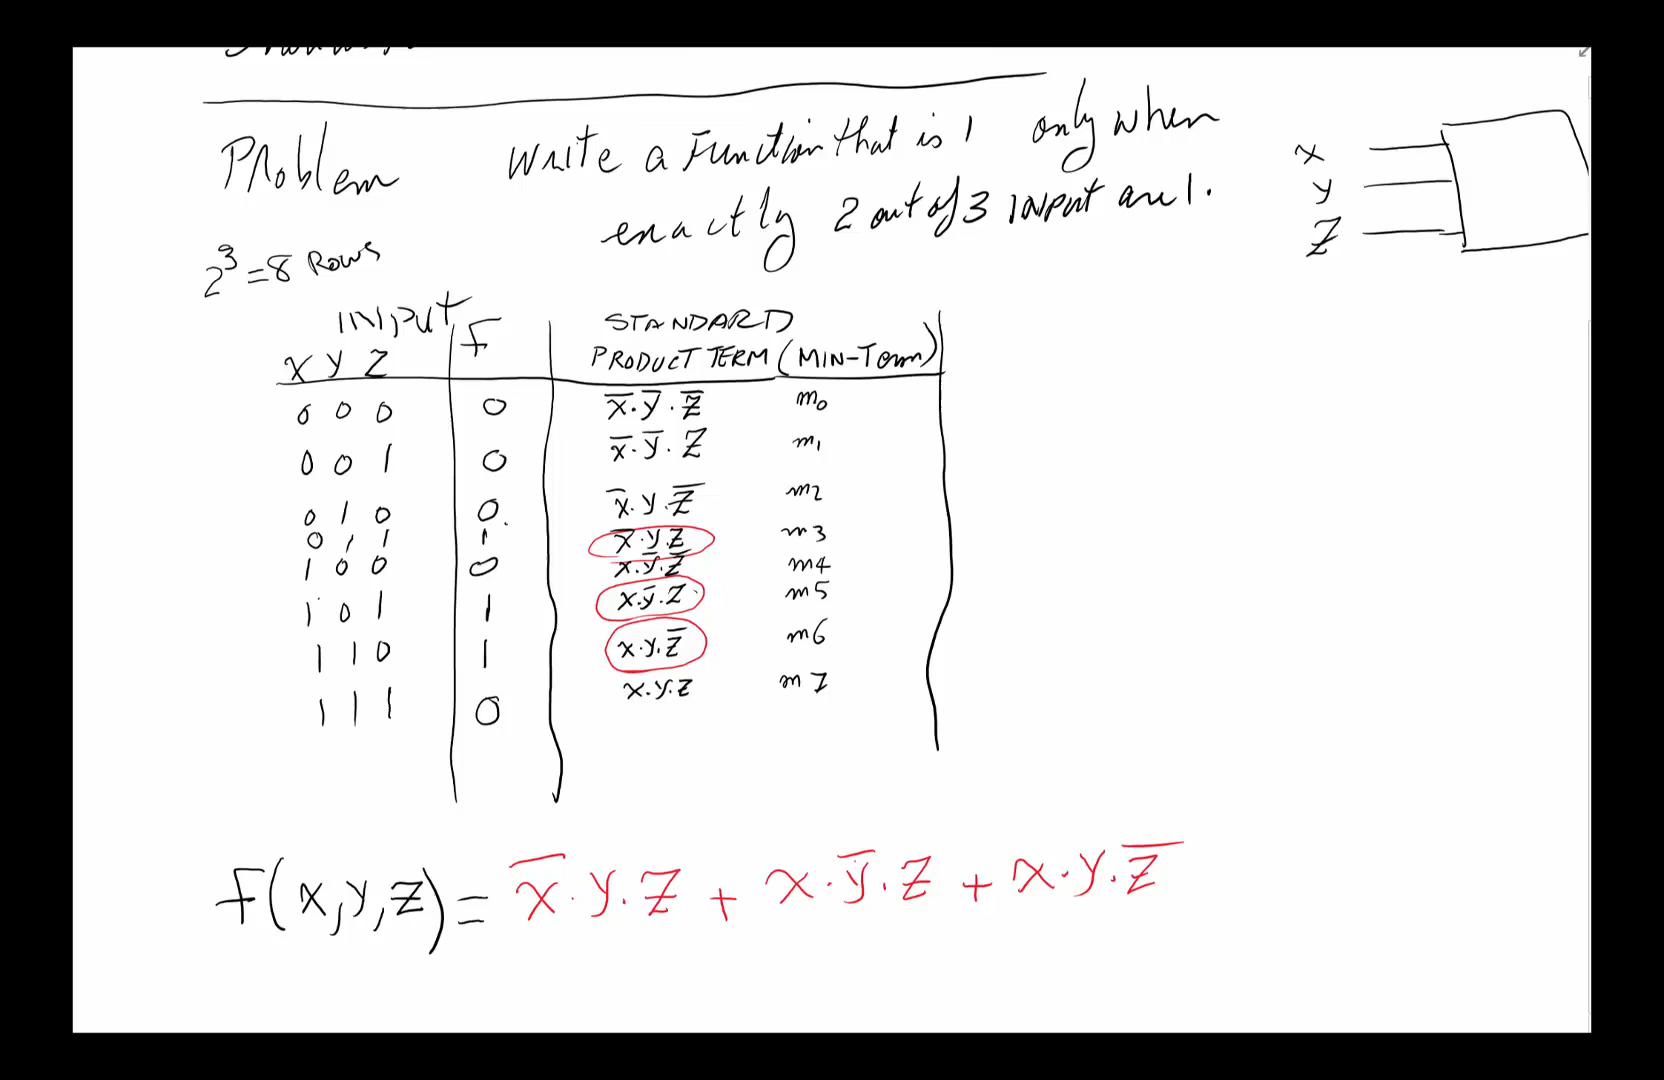 Problem Write a Function that is 1 only when
exactly 2 out of 3 input are 1.
x
y
z
2³=8 Rows
INPUT F STANDARD
x y z PRODUCT TERM (MIN-Term)
0 0 0 0 x̅.y̅.z̅ m0
0 0 1 0 x̅.y̅.z m1
0 1 0 0 x̅.y.z̅ m2
0 1 1 1 x̅.y.z m3
1 0 0 0 x.y̅.z̅ m4
1 0 1 1 x.y̅.z m5
1 1 0 1 x.y.z̅ m6
1 1 1 0 x.y.z m7
F(x,y,z)= x̅.y.z + x.y̅.z + x.y.z̅